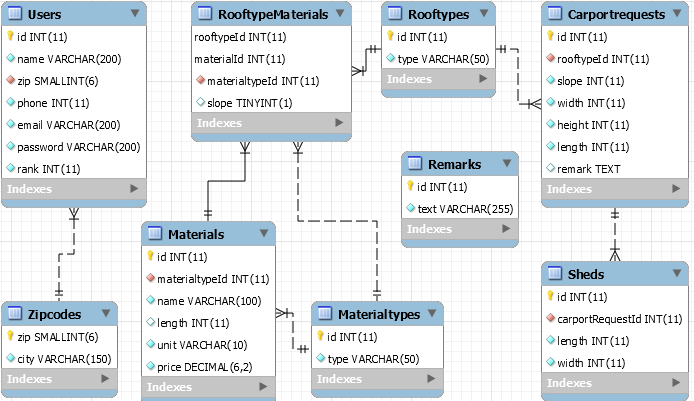 Users
id INT(11)
name VARCHAR(200)
zip SMALLINT(6)
phone INT(11)
email VARCHAR(200)
password VARCHAR(200)
rank INT(11)
Indexes
RooftypeMaterials
rooftypeId INT(11)
materialId INT(11)
materialtypeId INT(11)
slope TINYINT(1)
Indexes
Rooftypes
id INT(11)
type VARCHAR(50)
Indexes
Carportrequests
id INT(11)
rooftypeId INT(11)
slope INT(11)
width INT(11)
height INT(11)
length INT(11)
remark TEXT
Indexes
Remarks
id INT(11)
text VARCHAR(255)
Indexes
Materials
id INT(11)
materialtypeId INT(11)
name VARCHAR(100)
length INT(11)
unit VARCHAR(10)
price DECIMAL(6,2)
Indexes
Sheds
id INT(11)
carportRequestId INT(11)
length INT(11)
width INT(11)
Indexes
Zipcodes
zip SMALLINT(6)
city VARCHAR(150)
Indexes
Materialtypes
id INT(11)
type VARCHAR(50)
Indexes